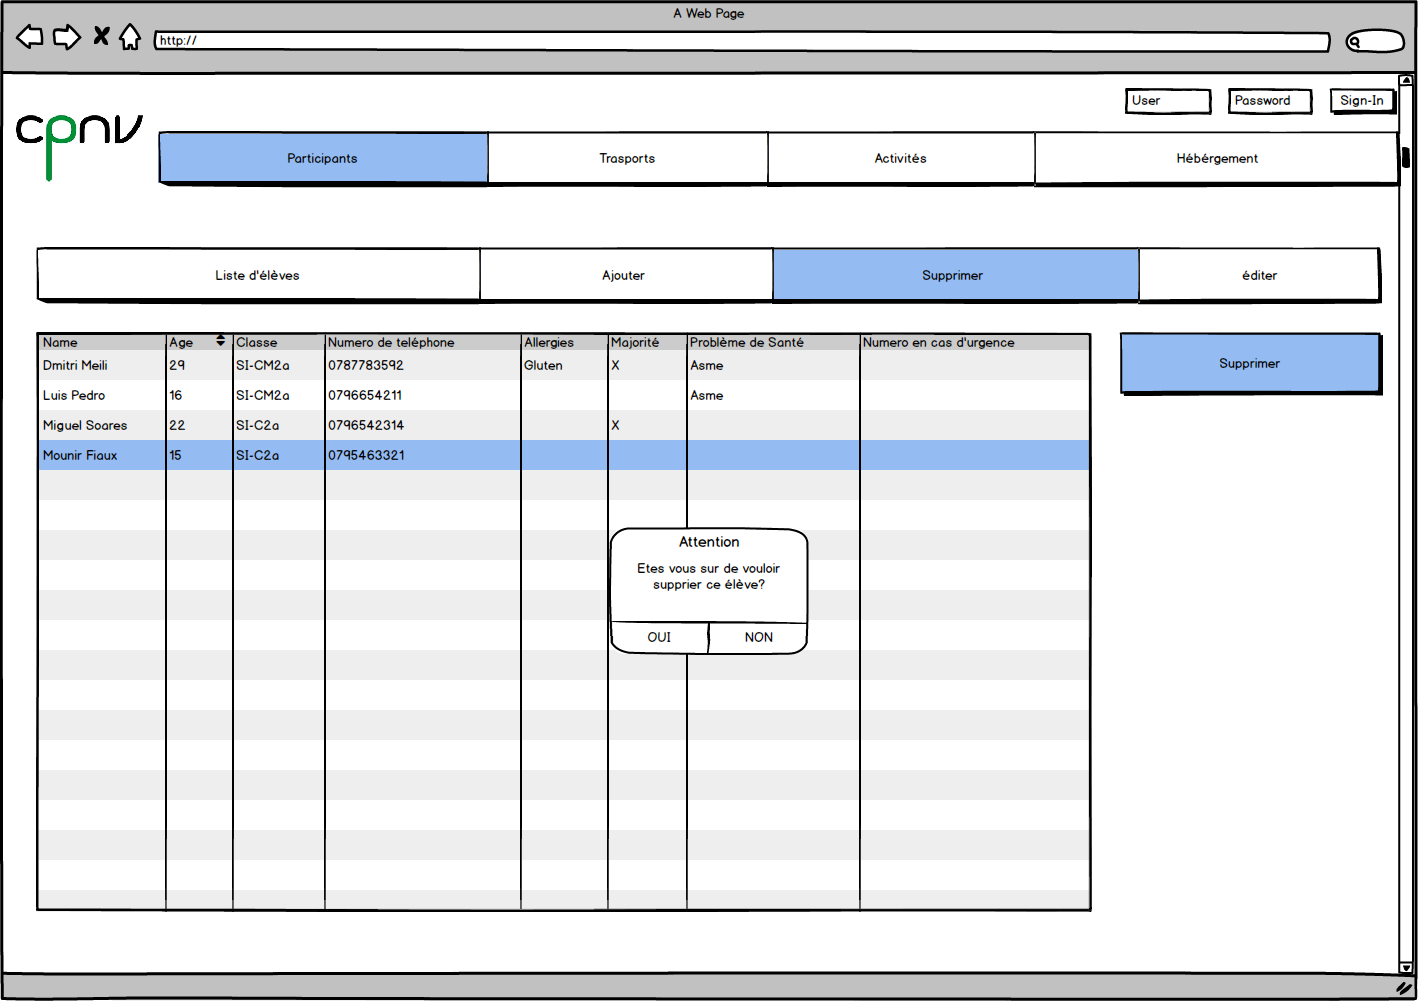 A Web Page
http://
User Password Sign-In
cpnv
Participants Trasports Activités Hébérgement
Liste d'élèves Ajouter Supprimer éditer
Name Age Classe Numero de teléphone Allergies Majorité Problème de Santé Numero en cas d'urgence
Dmitri Meili 29 SI-CM2a 0787783592 Gluten X Asme
Luis Pedro 16 SI-CM2a 0796654211 Asme
Miguel Soares 22 SI-C2a 0796542314 X
Mounir Fiaux 15 SI-C2a 0795463321
Supprimer
Attention
Etes vous sur de vouloir
supprier ce élève?
OUI NON